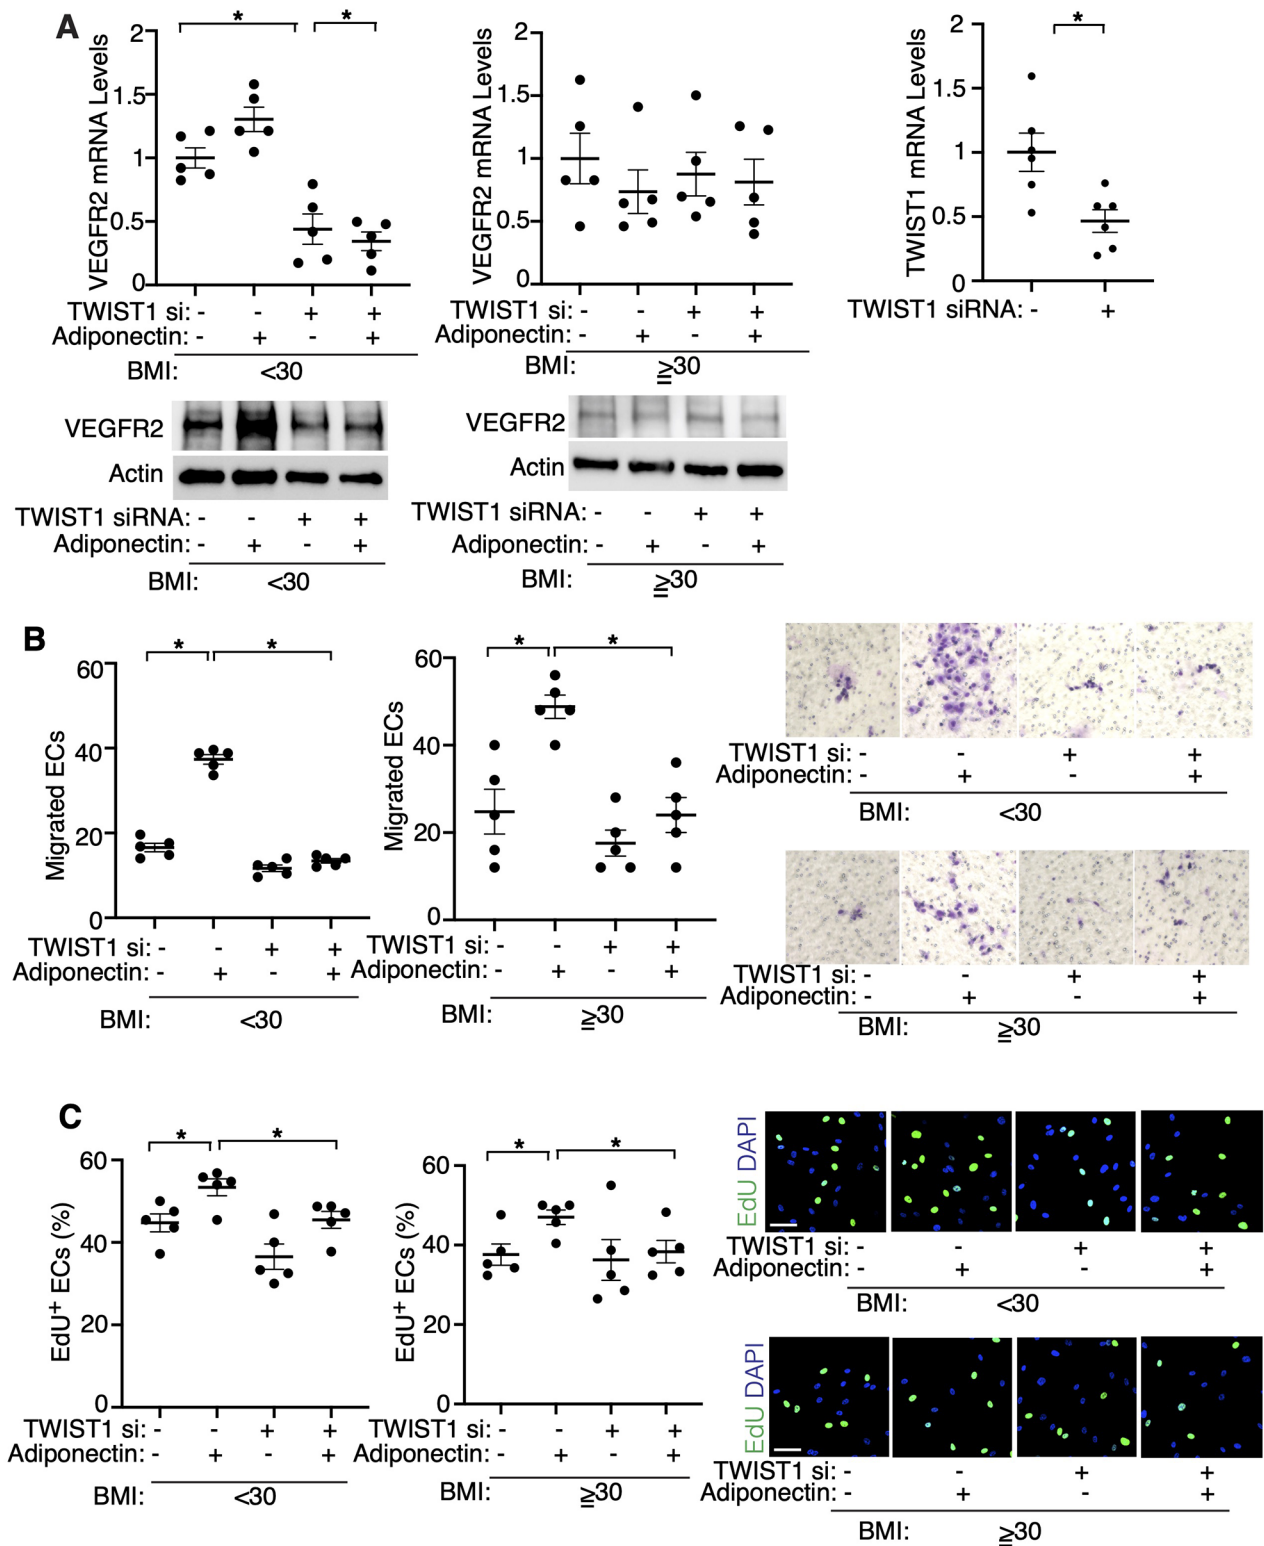 A
VEGFR2 mRNA Levels
2
1.5
1
0.5
0
*
*
TWIST1 si: - - + +
Adiponectin: - + - +
BMI: <30
VEGFR2 mRNA Levels
2
1.5
1
0.5
0
TWIST1 si: - - + +
Adiponectin: - + - +
BMI: ≧30
TWIST1 mRNA Levels
2
1.5
1
0.5
0
*
TWIST1 siRNA: - +
VEGFR2
Actin
TWIST1 siRNA: - - + +
Adiponectin: - + - +
BMI: <30
VEGFR2
Actin
TWIST1 siRNA: - - + +
Adiponectin: - + - +
BMI: ≧30
B
Migrated ECs
60
40
20
0
*
*
TWIST1 si: - - + +
Adiponectin: - + - +
BMI: <30
Migrated ECs
60
40
20
0
*
*
TWIST1 si: - - + +
Adiponectin: - + - +
BMI: ≧30
TWIST1 si: - - + +
Adiponectin: - + - +
BMI: <30
TWIST1 si: - - + +
Adiponectin: - + - +
BMI: ≧30
C
EdU+ ECs (%)
60
40
20
0
*
*
TWIST1 si: - - + +
Adiponectin: - + - +
BMI: <30
EdU+ ECs (%)
60
40
20
0
*
*
TWIST1 si: - - + +
Adiponectin: - + - +
BMI: ≧30
EdU DAPI
TWIST1 si: - - + +
Adiponectin: - + - +
BMI: <30
EdU DAPI
TWIST1 si: - - + +
Adiponectin: - + - +
BMI: ≧30